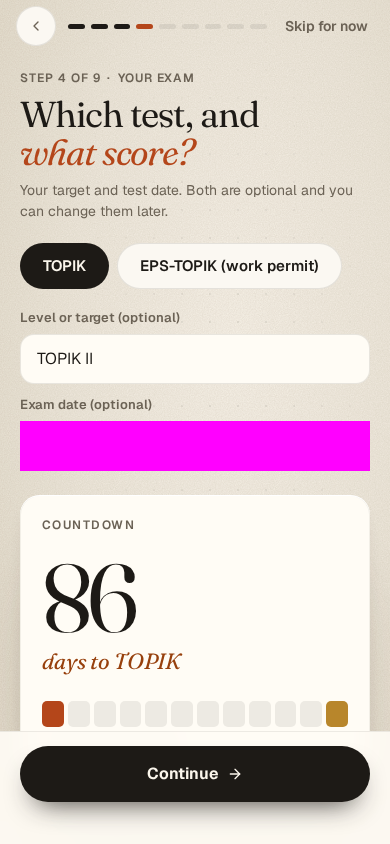 Skip for now
STEP 4 OF 9 · YOUR EXAM
Which test, and
what score?
Your target and test date. Both are optional and you
can change them later.
TOPIK
EPS-TOPIK (work permit)
Level or target (optional)
TOPIK II
Exam date (optional)
COUNTDOWN
86
days to TOPIK
Continue